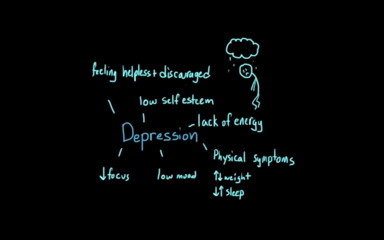 feeling helpless + discouraged
low self esteem
lack of energy
Depression
Physical symptoms
↓ focus
low mood
↑↓ weight
↓↑ sleep